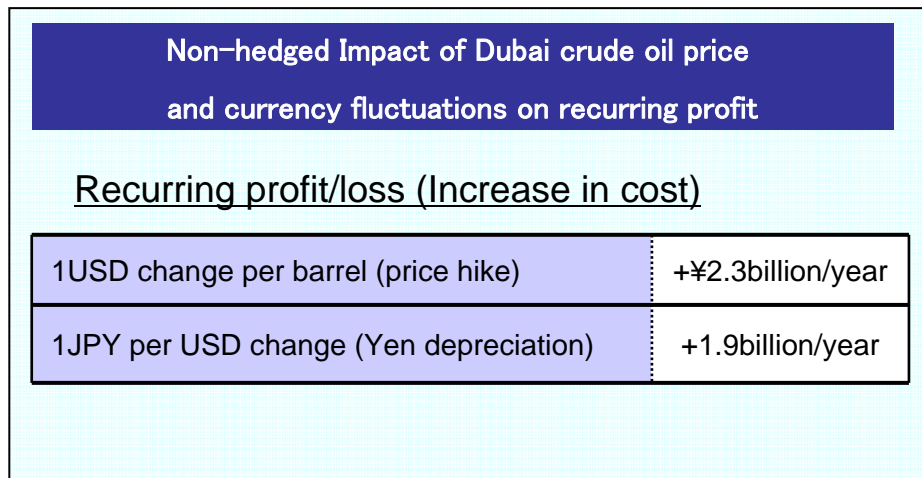 Non-hedged Impact of Dubai crude oil price
and currency fluctuations on recurring profit
Recurring profit/loss (Increase in cost)
1USD change per barrel (price hike) +¥2.3billion/year
1JPY per USD change (Yen depreciation) +1.9billion/year